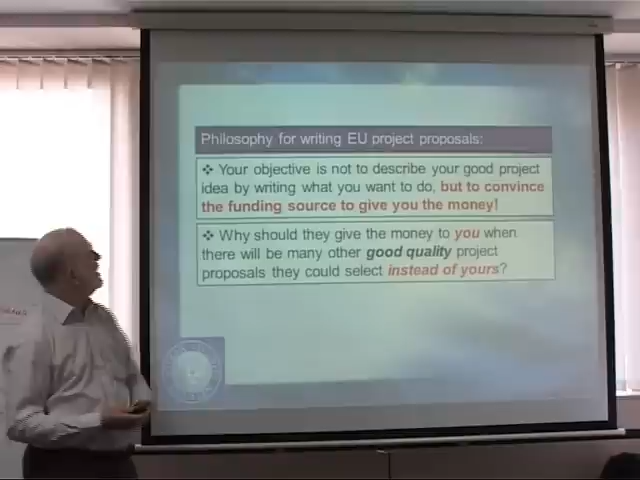 Philosophy for writing EU project proposals:
❖ Your objective is not to describe your good project
idea by writing what you want to do, but to convince
the funding source to give you the money!
❖ Why should they give the money to you when
there will be many other good quality project
proposals they could select instead of yours?